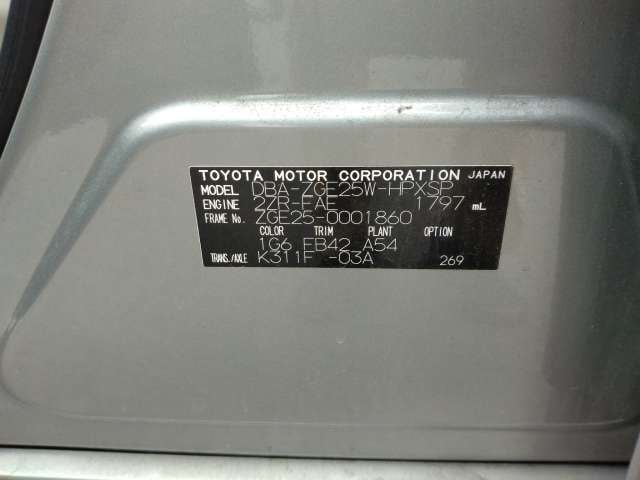 TOYOTA MOTOR CORPORATION JAPAN
MODEL DBA-ZGE25W-HPXSP
ENGINE 2ZR-FAE 1797 mL
FRAME No. ZGE25-0001860
COLOR TRIM PLANT OPTION
1G6 EB42 A54
TRANS./AXLE K311F -03A 269